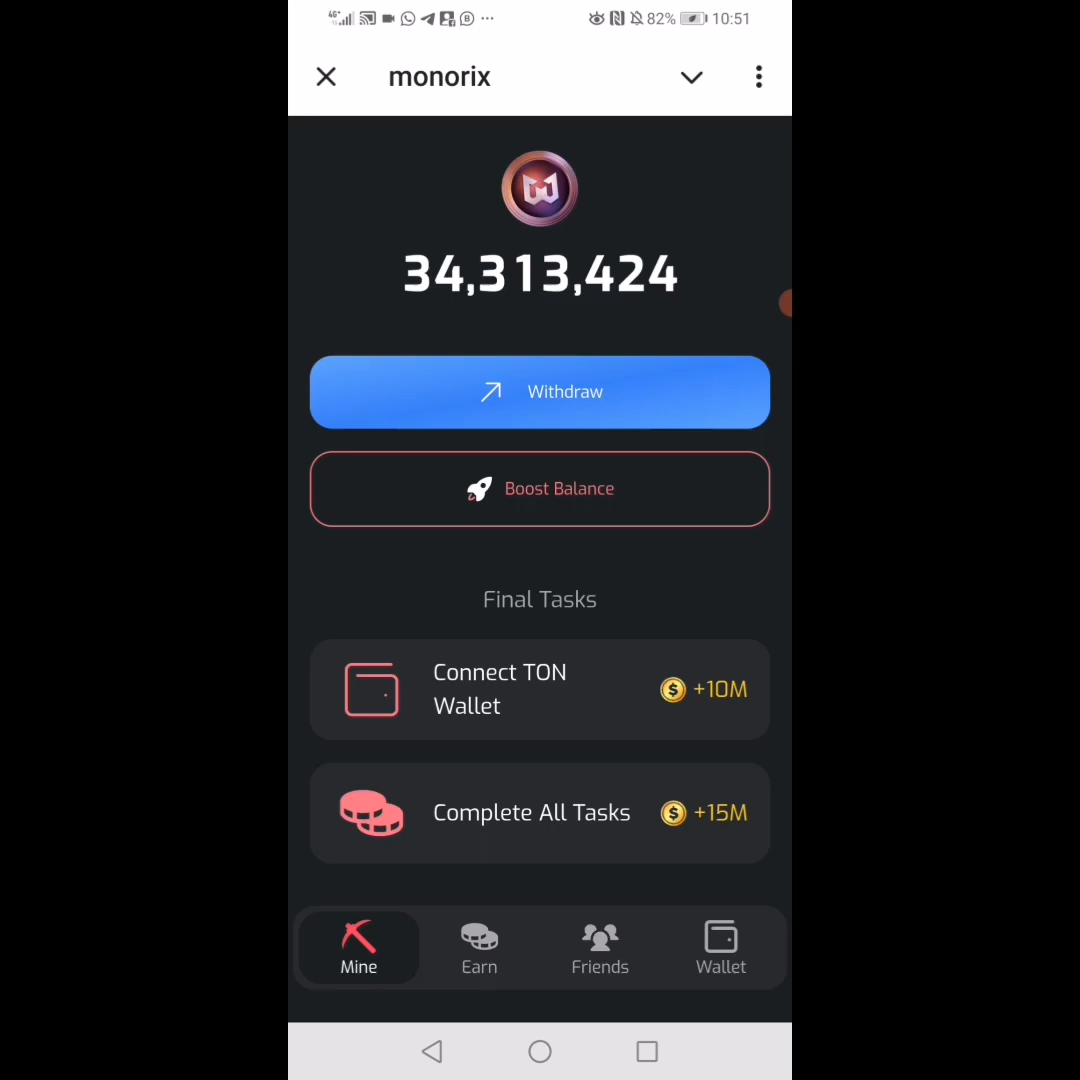 4G+
82% 10:51
monorix
34,313,424
Withdraw
Boost Balance
Final Tasks
Connect TON
Wallet
+10M
Complete All Tasks +15M
Mine Earn Friends Wallet